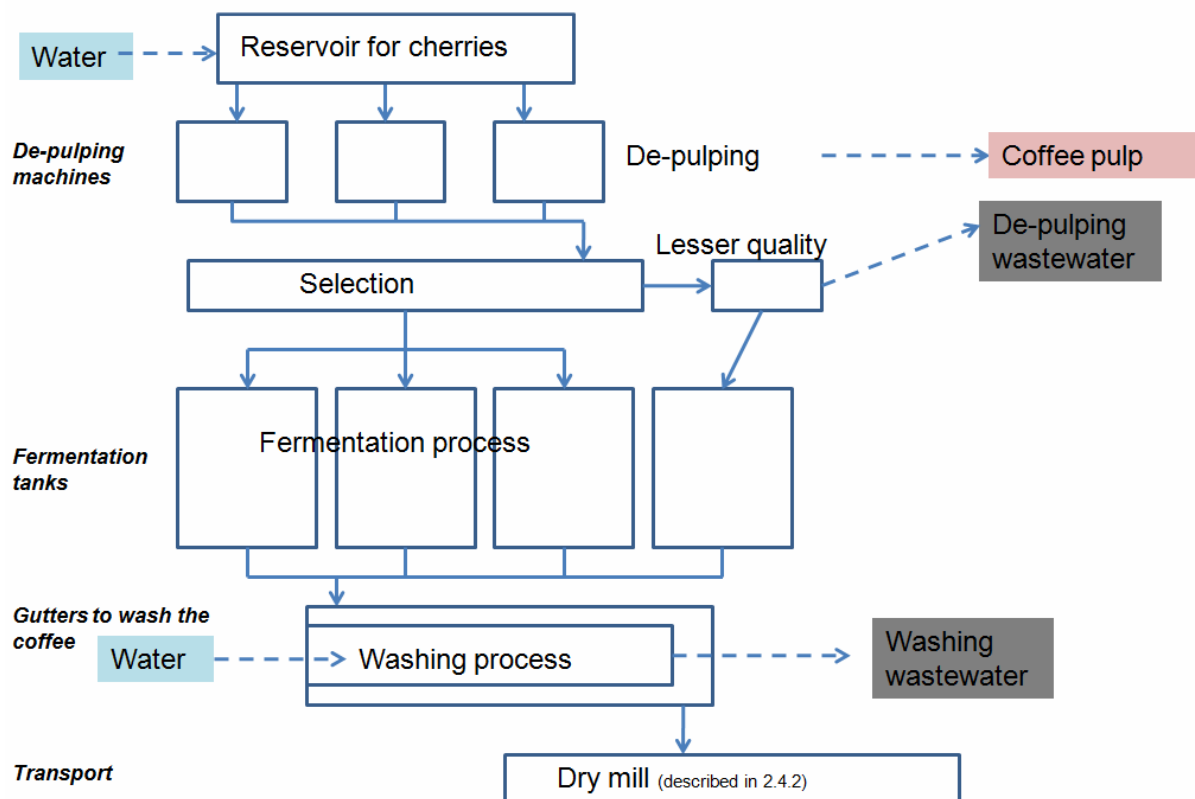 Reservoir for cherries
Water
De-pulping
machines
De-pulping
Coffee pulp
De-pulping
wastewater
Lesser quality
Selection
Fermentation process
Fermentation
tanks
Gutters to wash the
coffee
Water
Washing process
Washing
wastewater
Transport
Dry mill (described in 2.4.2)